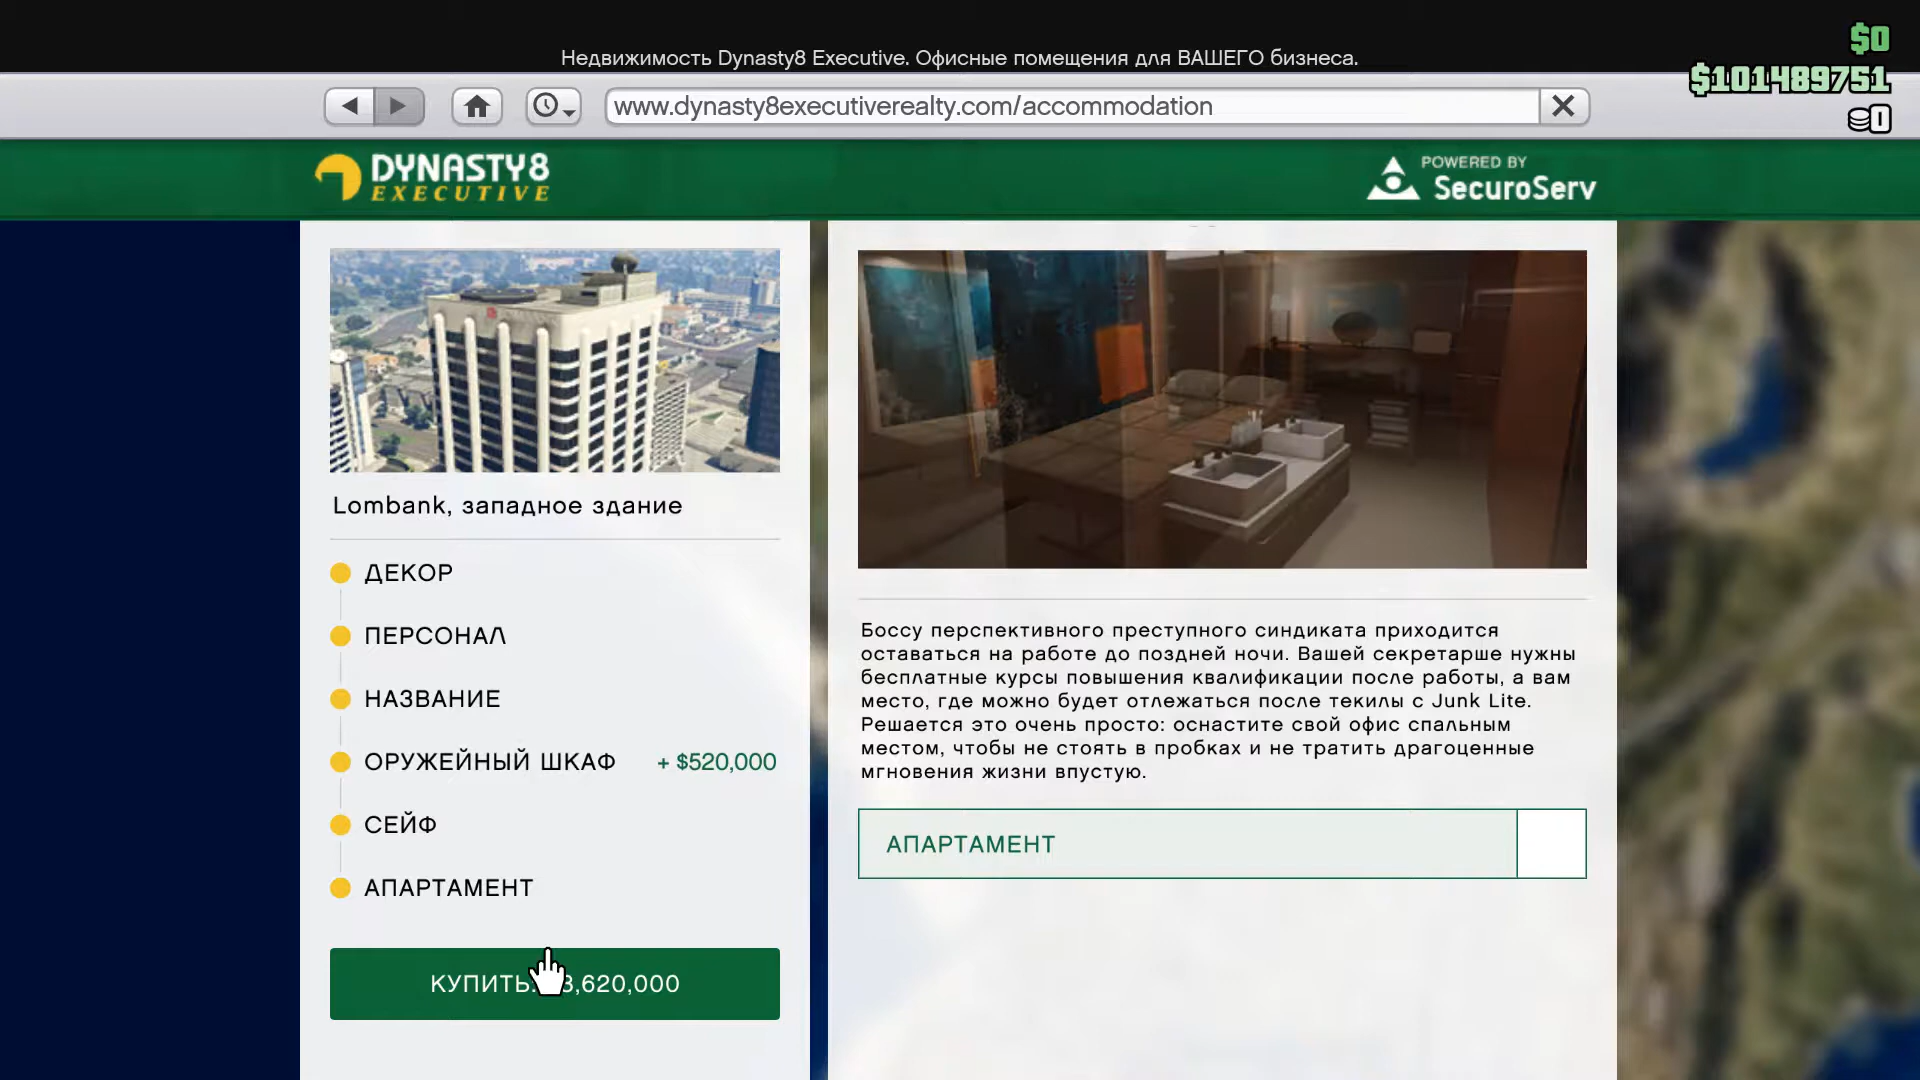 Недвижимость Dynasty8 Executive. Офисные помещения для ВАШЕГО бизнеса.
$0
$101489751
1
www.dynasty8executiverealty.com/accommodation
DYNASTY8
EXECUTIVE
POWERED BY
SecuroServ
Lombank, западное здание
ДЕКОР
ПЕРСОНАЛ
НАЗВАНИЕ
ОРУЖЕЙНЫЙ ШКАФ + $520,000
СЕЙФ
АПАРТАМЕНТ
КУПИТЬ: 3,620,000
Боссу перспективного преступного синдиката приходится
оставаться на работе до поздней ночи. Вашей секретарше нужны
бесплатные курсы повышения квалификации после работы, а вам
место, где можно будет отлежаться после текилы с Junk Lite.
Решается это очень просто: оснастите свой офис спальным
местом, чтобы не стоять в пробках и не тратить драгоценные
мгновения жизни впустую.
АПАРТАМЕНТ